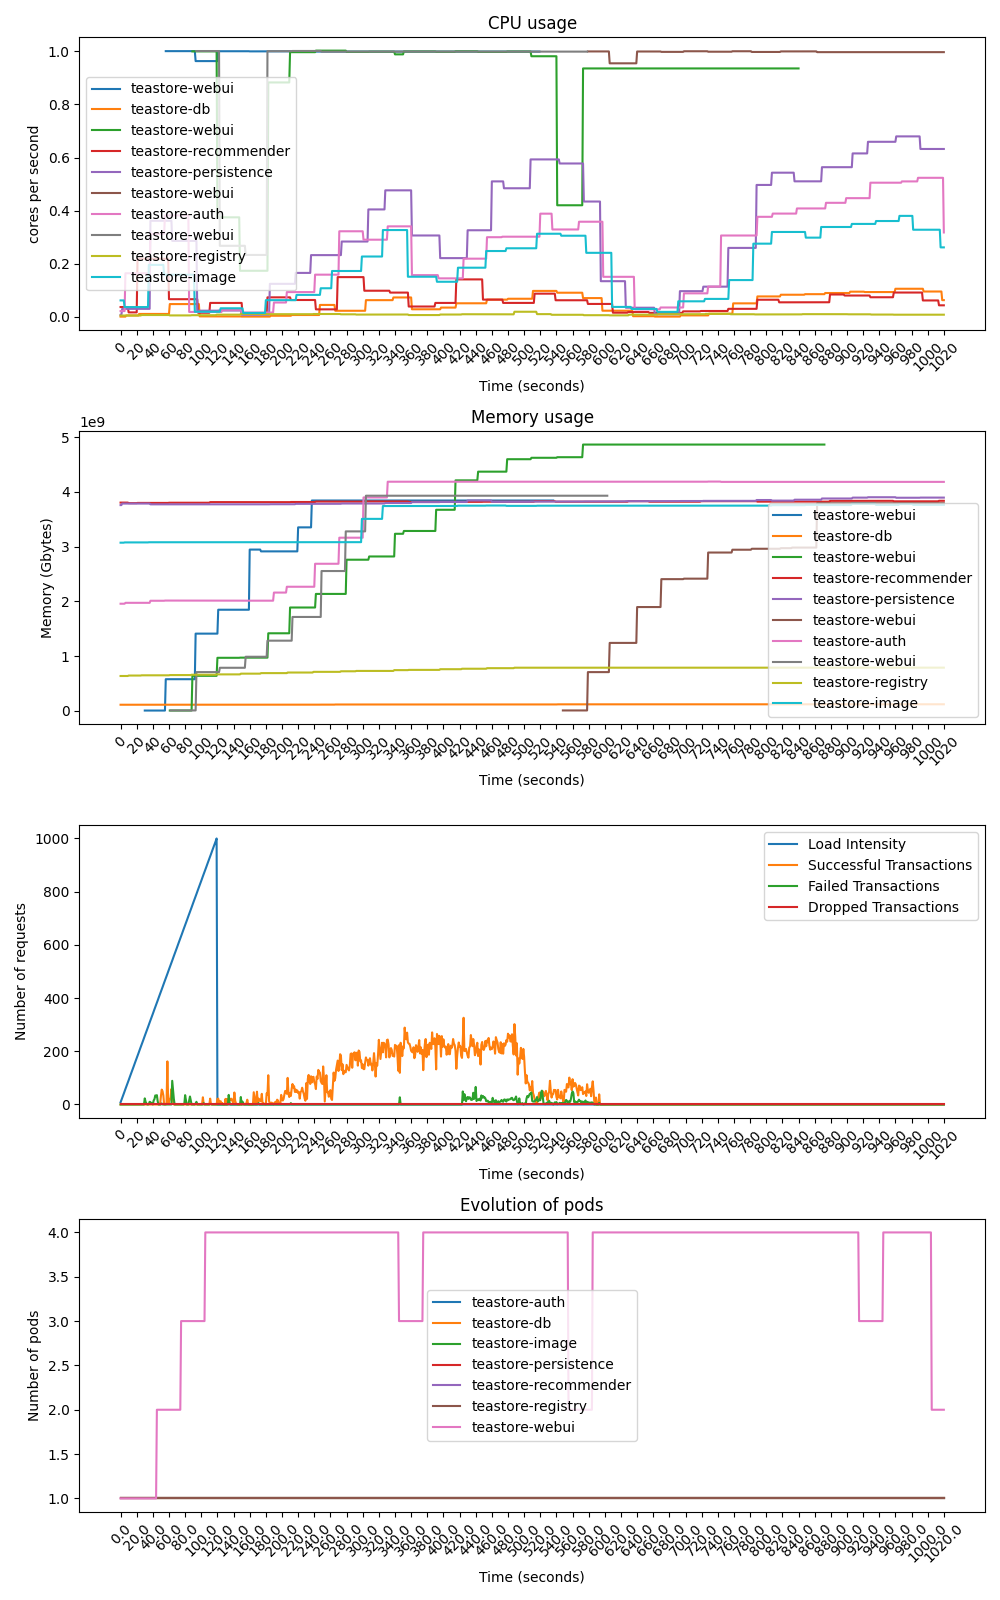 CPU usage
cores per second
1.0
0.8
0.6
0.4
0.2
0.0
teastore-webui
teastore-db
teastore-webui
teastore-recommender
teastore-persistence
teastore-webui
teastore-auth
teastore-webui
teastore-registry
teastore-image
0 20 40 60 80 100 120 140 160 180 200 220 240 260 280 300 320 340 360 380 400 420 440 460 480 500 520 540 560 580 600 620 640 660 680 700 720 740 760 780 800 820 840 860 880 900 920 940 960 980 1000 1020
Time (seconds)
Memory usage
1e9
Memory (Gbytes)
5
4
3
2
1
0
teastore-webui
teastore-db
teastore-webui
teastore-recommender
teastore-persistence
teastore-webui
teastore-auth
teastore-webui
teastore-registry
teastore-image
0 20 40 60 80 100 120 140 160 180 200 220 240 260 280 300 320 340 360 380 400 420 440 460 480 500 520 540 560 580 600 620 640 660 680 700 720 740 760 780 800 820 840 860 880 900 920 940 960 980 1000 1020
Time (seconds)
Number of requests
1000
800
600
400
200
0
Load Intensity
Successful Transactions
Failed Transactions
Dropped Transactions
0 20 40 60 80 100 120 140 160 180 200 220 240 260 280 300 320 340 360 380 400 420 440 460 480 500 520 540 560 580 600 620 640 660 680 700 720 740 760 780 800 820 840 860 880 900 920 940 960 980 1000 1020
Time (seconds)
Evolution of pods
Number of pods
4.0
3.5
3.0
2.5
2.0
1.5
1.0
teastore-auth
teastore-db
teastore-image
teastore-persistence
teastore-recommender
teastore-registry
teastore-webui
0.0 20.0 40.0 60.0 80.0 100.0 120.0 140.0 160.0 180.0 200.0 220.0 240.0 260.0 280.0 300.0 320.0 340.0 360.0 380.0 400.0 420.0 440.0 460.0 480.0 500.0 520.0 540.0 560.0 580.0 600.0 620.0 640.0 660.0 680.0 700.0 720.0 740.0 760.0 780.0 800.0 820.0 840.0 860.0 880.0 900.0 920.0 940.0 960.0 980.0 1000.0 1020.0
Time (seconds)